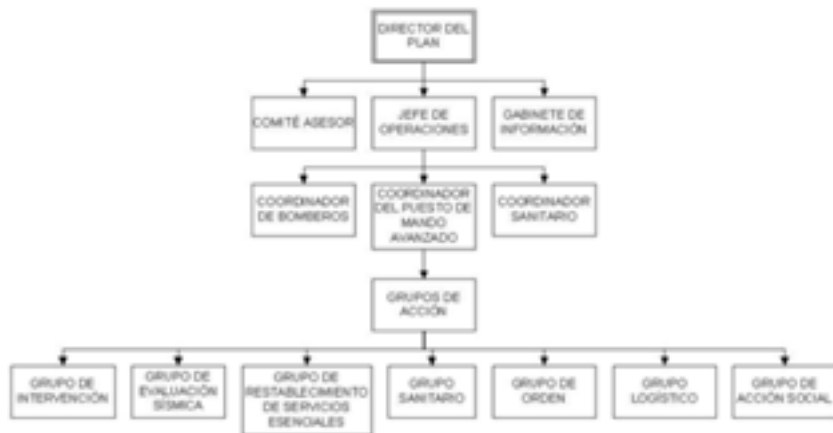 DIRECTOR DEL
PLAN
COMITÉ ASESOR
JEFE DE
OPERACIONES
GABINETE DE
INFORMACIÓN
COORDINADOR
DE BOMBEROS
COORDINADOR
DEL PUESTO DE
MANDO
AVANZADO
COORDINADOR
SANITARIO
GRUPOS DE
ACCIÓN
GRUPO DE
INTERVENCIÓN
GRUPO DE
EVALUACIÓN
SÍSMICA
GRUPO DE
RESTABLECIMIENTO
DE SERVICIOS
ESENCIALES
GRUPO
SANITARIO
GRUPO DE
ORDEN
GRUPO
LOGÍSTICO
GRUPO DE
ACCIÓN SOCIAL